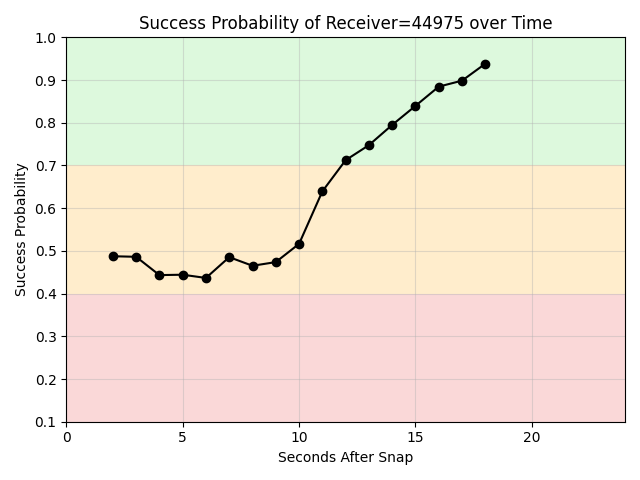 Success Probability of Receiver=44975 over Time
1.0
0.9
0.8
0.7
0.6
0.5
0.4
0.3
0.2
0.1
Success Probability
0 5 10 15 20
Seconds After Snap